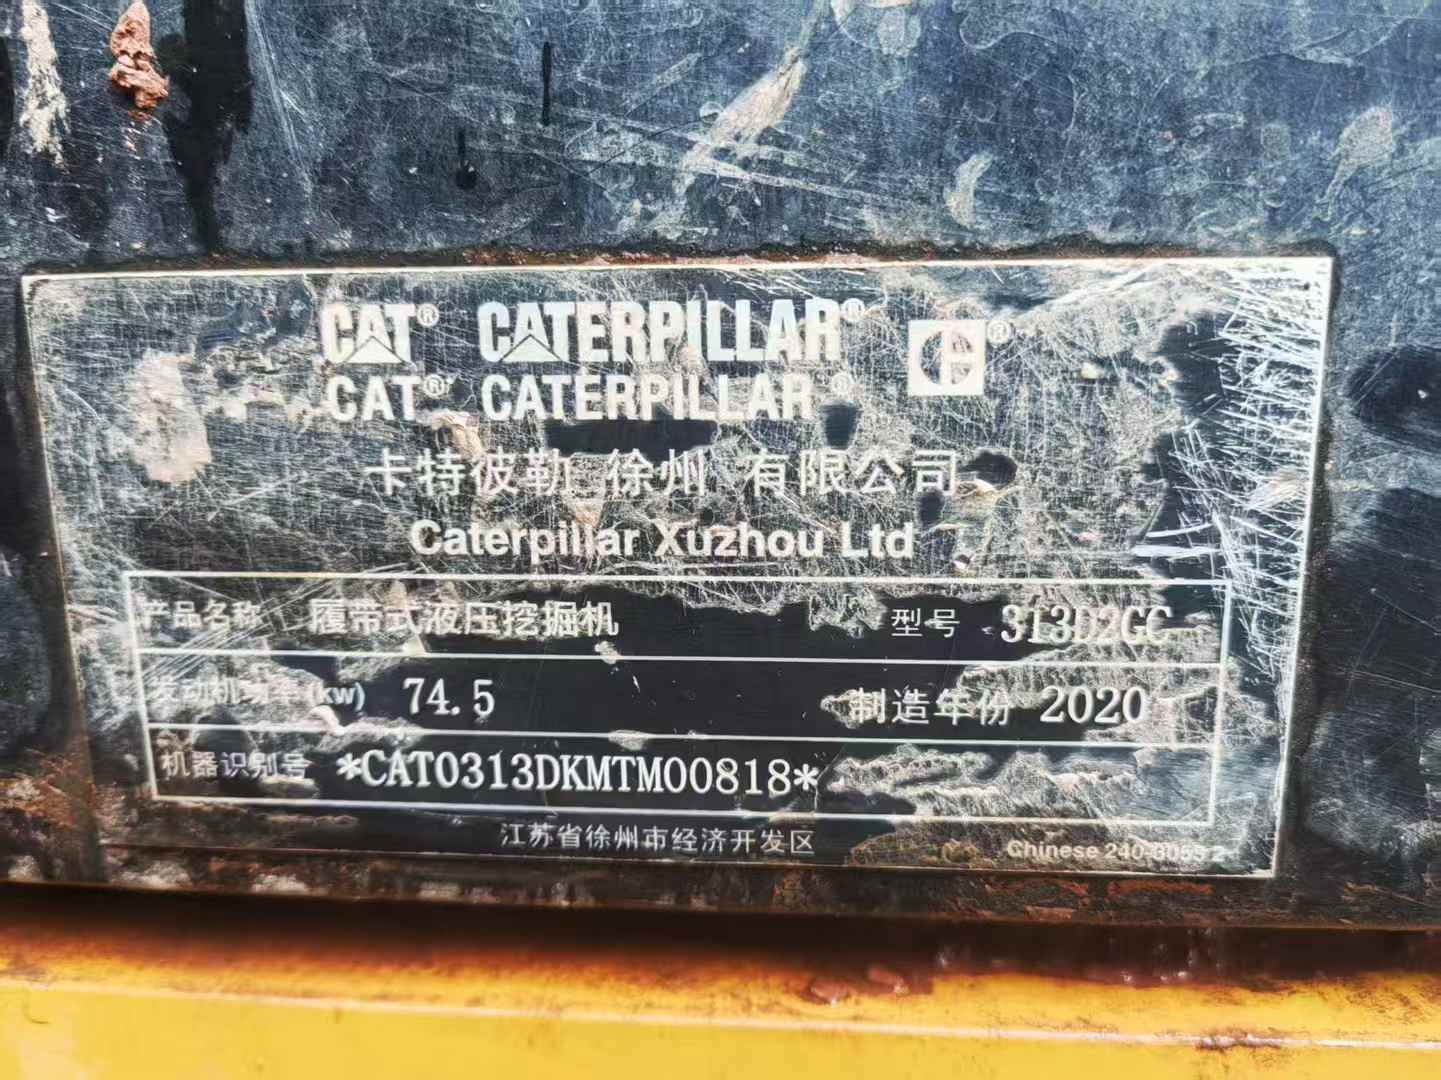 CAT® CATERPILLAR® ®
CAT® CATERPILLAR®
卡特彼勒 徐州 有限公司
Caterpillar Xuzhou Ltd
产品名称 履带式液压挖掘机 型号 313D2GC
发动机功率(kw) 74.5 制造年份 2020
机器识别号 *CAT0313DKMTM00818*
江苏省徐州市经济开发区
Chinese